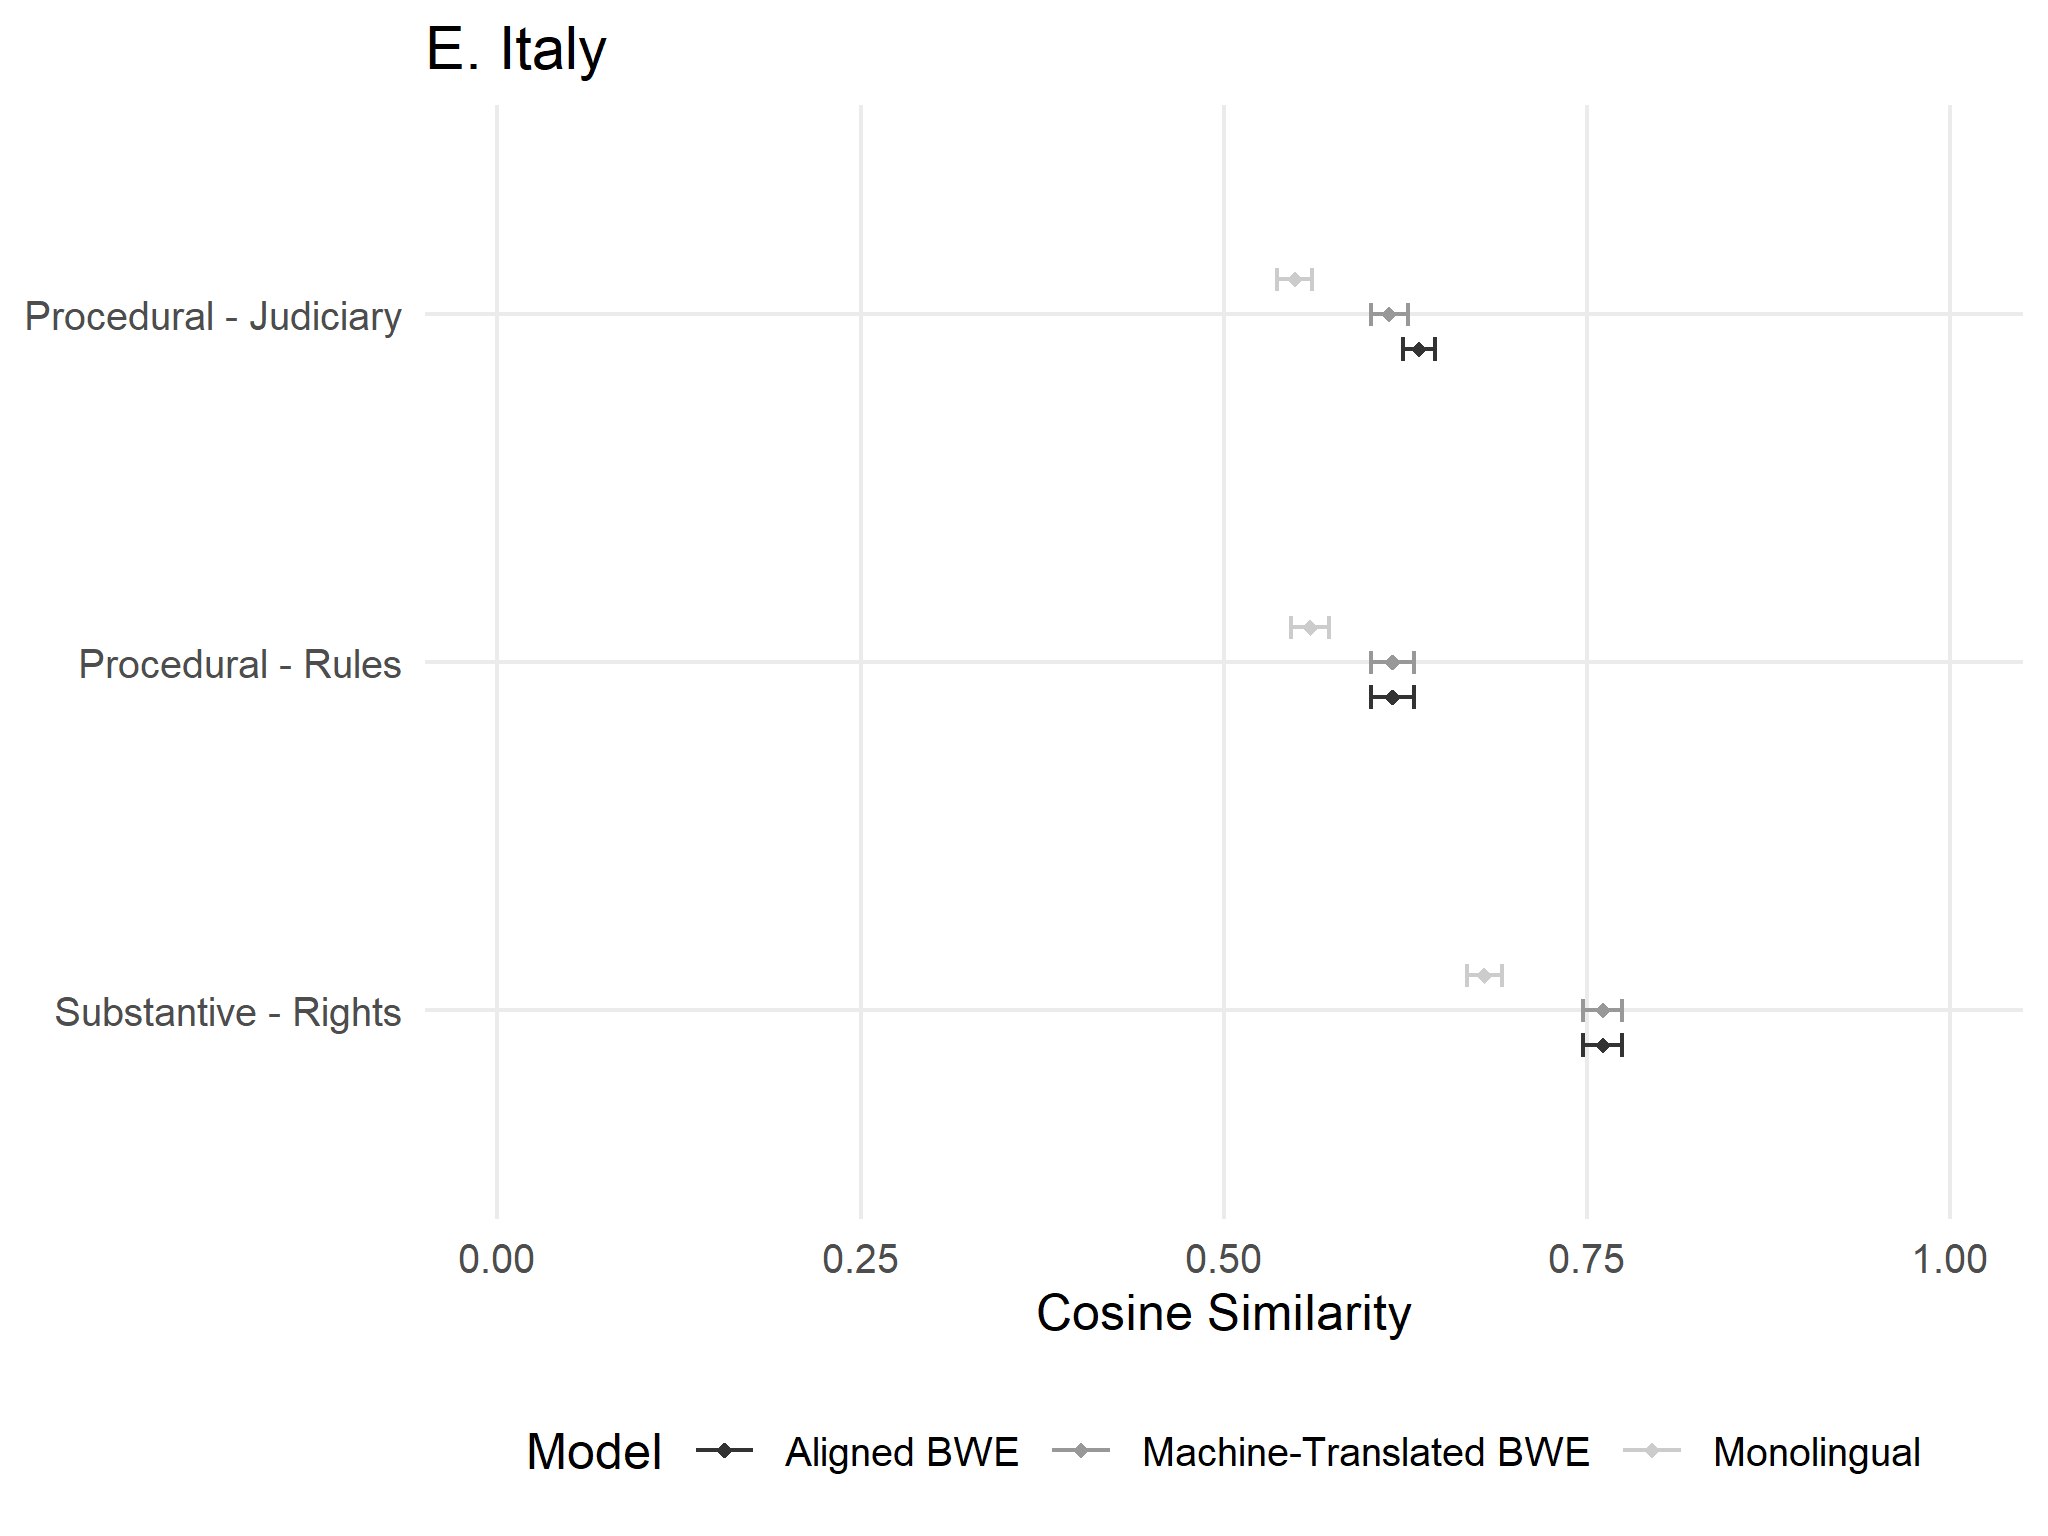 E. Italy
Procedural - Judiciary
Procedural - Rules
Substantive - Rights
0.00 0.25 0.50 0.75 1.00
Cosine Similarity
Model Aligned BWE Machine-Translated BWE Monolingual